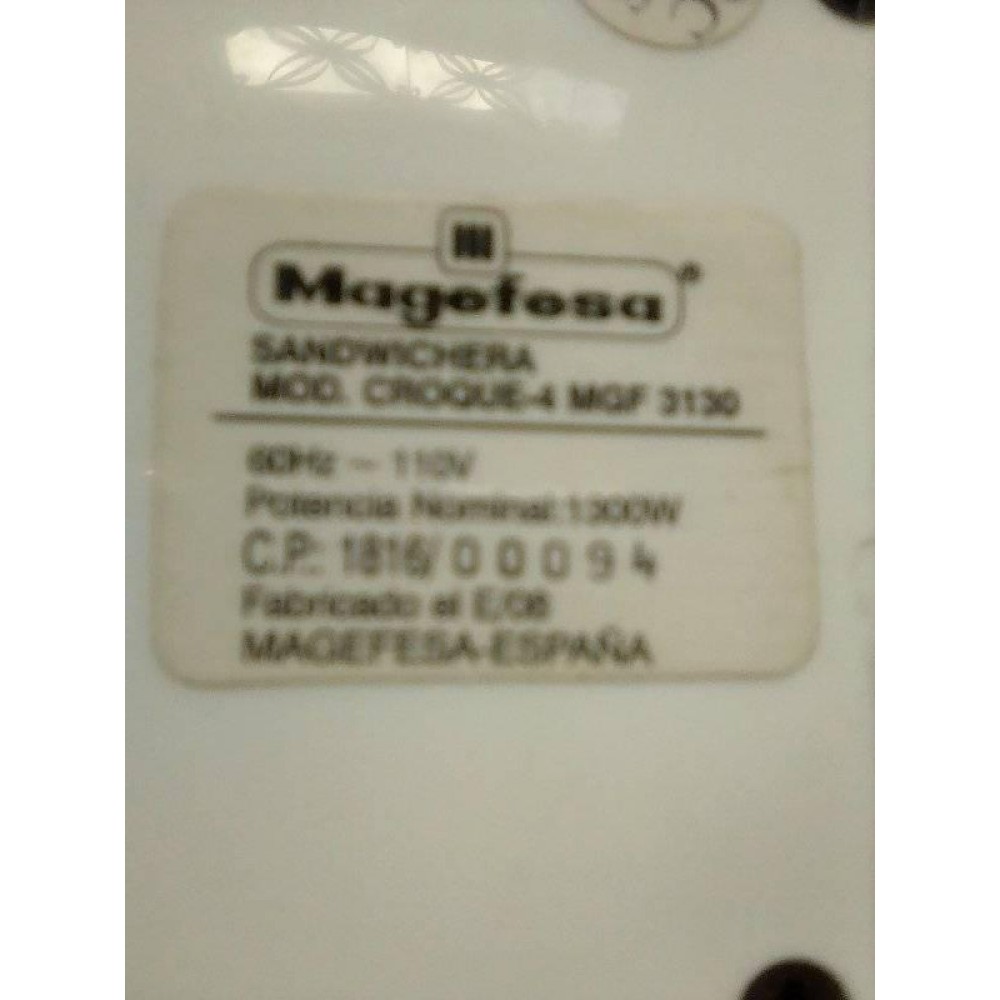 Magefesa®
SANDWICHERA
MOD. CROQUE-4 MGF 3130
60Hz ~ 110V
Potencia Nominal: 1300W
C.P.: 1816/ 0 0 0 9 4
Fabricado el E/08
MAGEFESA-ESPAÑA